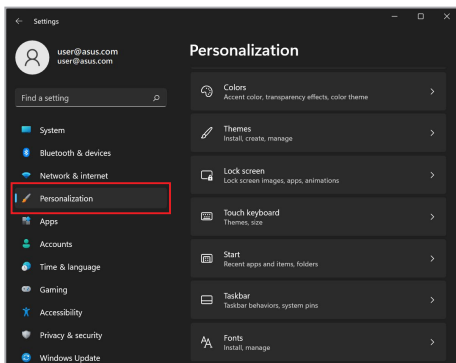 Settings
user@asus.com
user@asus.com
Find a setting
System
Bluetooth & devices
Network & internet
Personalization
Apps
Accounts
Time & language
Gaming
Accessibility
Privacy & security
Windows Update
Personalization
Colors
Accent color, transparency effects, color theme
Themes
Install, create, manage
Lock screen
Lock screen images, apps, animations
Touch keyboard
Themes, size
Start
Recent apps and items, folders
Taskbar
Taskbar behaviors, system pins
Fonts
Install, manage